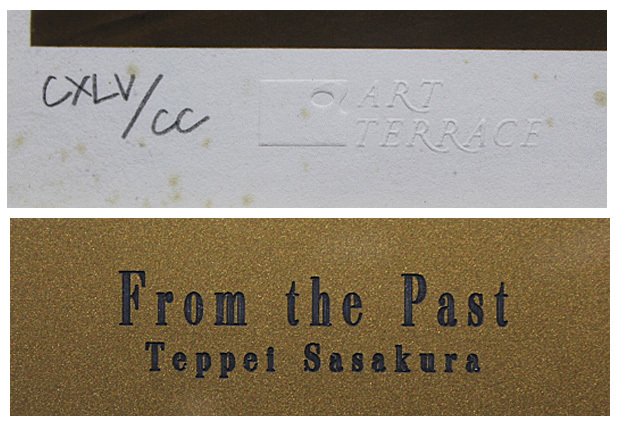 CXLV/CC
ART
TERRACE
From the Past
Teppei Sasakura